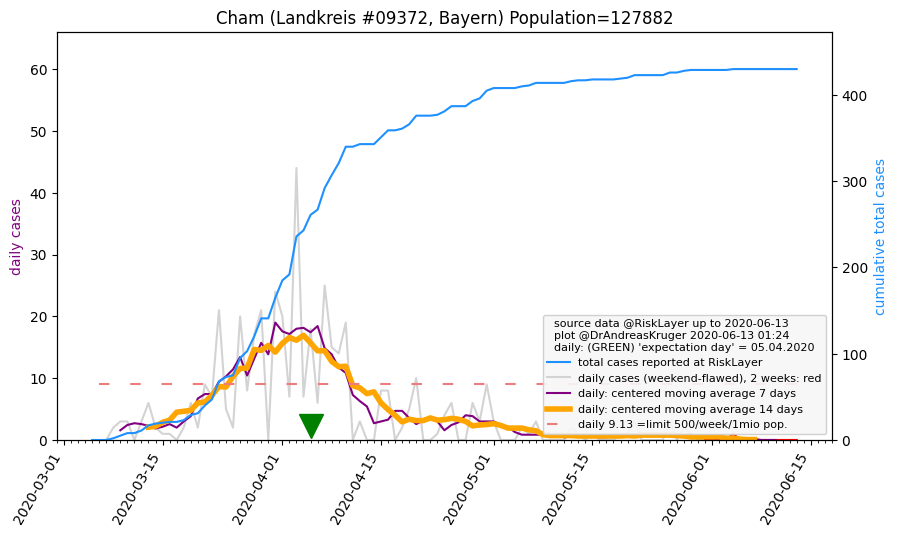 Cham (Landkreis #09372, Bayern) Population=127882
60
50
40
30
20
10
0
daily cases
400
300
200
100
0
cumulative total cases
source data @RiskLayer up to 2020-06-13
plot @DrAndreasKruger 2020-06-13 01:24
daily: (GREEN) 'expectation day' = 05.04.2020
total cases reported at RiskLayer
daily cases (weekend-flawed), 2 weeks: red
daily: centered moving average 7 days
daily: centered moving average 14 days
daily 9.13 =limit 500/week/1mio pop.
2020-03-01
2020-03-15
2020-04-01
2020-04-15
2020-05-01
2020-05-15
2020-06-01
2020-06-15